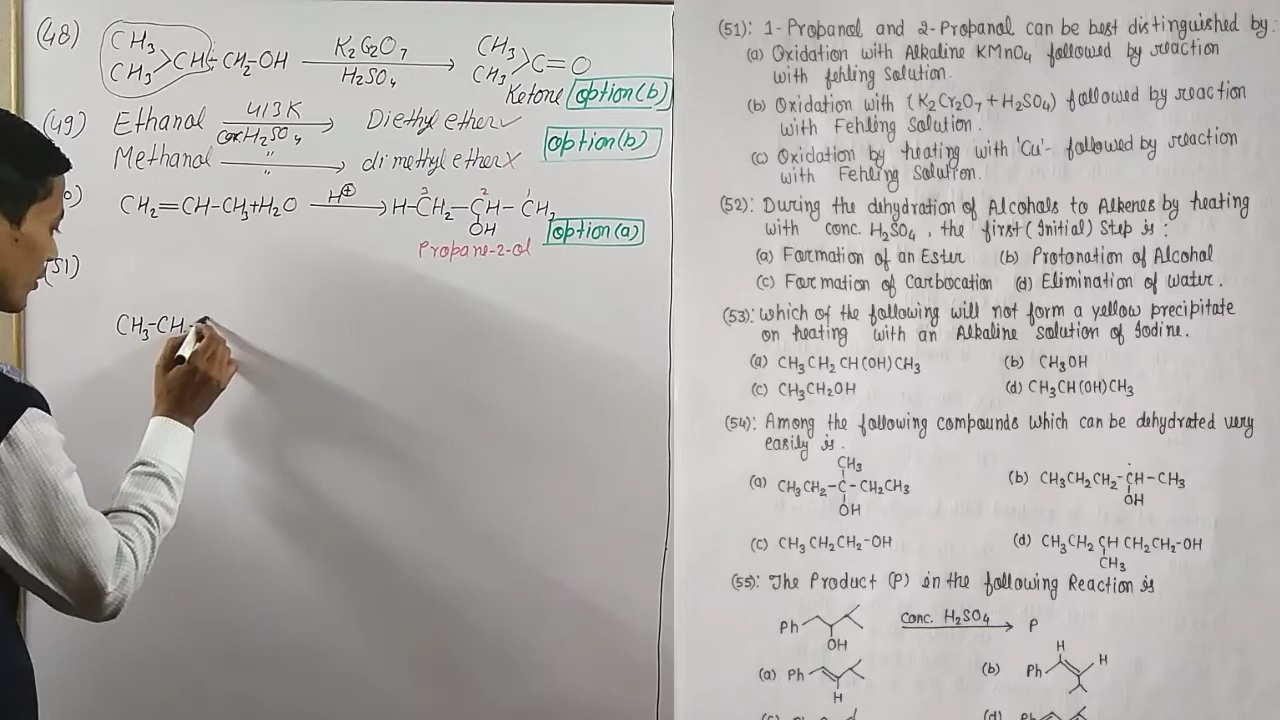 (48)
CH3
CH3 >CH-CH2-OH K2Cr2O7 H2SO4 → CH3 CH3 >C=O
Ketone option(b)
(49) Ethanol 413K conc.H2SO4 → Diethyl ether✓
option(b)
Methanol " " → dimethyl ether✗
0) CH2=CH-CH3+H2O H⊕ → H-CH2-CH-CH2
3 2 1
OH option(a)
Propane-2-ol
(51)
CH3-CH
(51): 1-Propanol and 2-Propanol can be best distinguished by:
(a) Oxidation with Alkaline KMnO4 followed by reaction
with fehling Solution.
(b) Oxidation with (K2Cr2O7+H2SO4) followed by reaction
with Fehling Solution.
(c) Oxidation by heating with 'Cu'- followed by reaction
with Fehling Solution.
(52): During the dehydration of Alcohals to Alkenes by heating
with conc. H2SO4, the first (Initial) Step is:
(a) Formation of an Ester (b) Protonation of Alcohol
(c) Formation of Carbocation (d) Elimination of water.
(53): Which of the following will not form a yellow precipitate
on heating with an Alkaline solution of Iodine.
(a) CH3CH2CH(OH)CH3 (b) CH3OH
(c) CH3CH2OH (d) CH3CH(OH)CH3
(54): Among the following compounds which can be dehydrated very
easily is.
CH3
(a) CH3CH2-C-CH2CH3 (b) CH3CH2CH2-CH-CH3
OH OH
(c) CH3CH2CH2-OH (d) CH3CH2CHCH2CH2-OH
CH3
(55): The Product (P) in the following Reaction is
Ph OH conc. H2SO4 → P
(a) Ph H (b) Ph H H
(d) Ph